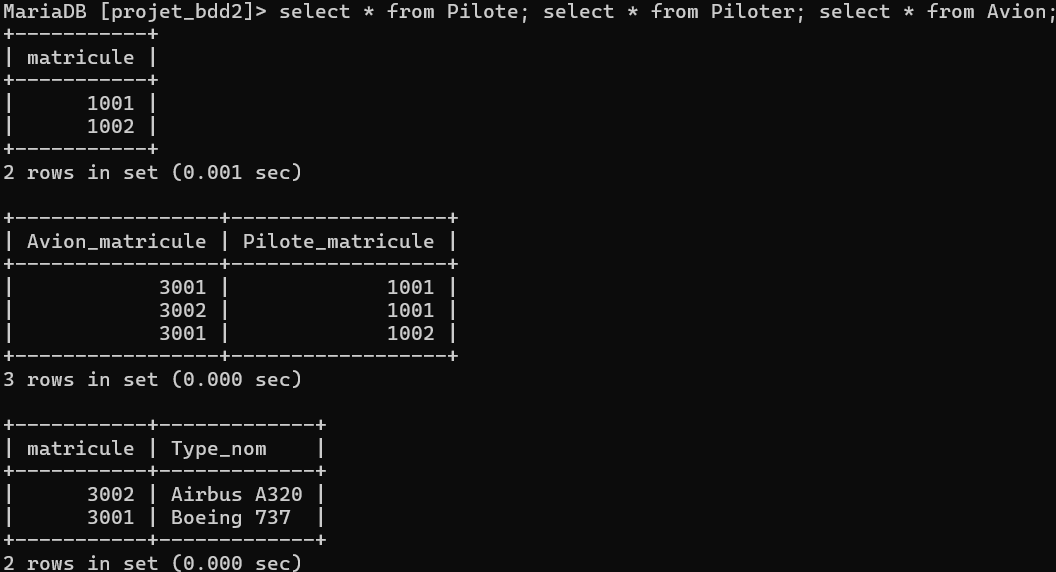 MariaDB [projet_bdd2]> select * from Pilote; select * from Piloter; select * from Avion;
+-----------+
| matricule |
+-----------+
|      1001 |
|      1002 |
+-----------+
2 rows in set (0.001 sec)

+-----------------+------------------+
| Avion_matricule | Pilote_matricule |
+-----------------+------------------+
|            3001 |             1001 |
|            3002 |             1001 |
|            3001 |             1002 |
+-----------------+------------------+
3 rows in set (0.000 sec)

+-----------+-------------+
| matricule | Type_nom    |
+-----------+-------------+
|      3002 | Airbus A320 |
|      3001 | Boeing 737  |
+-----------+-------------+
2 rows in set (0.000 sec)